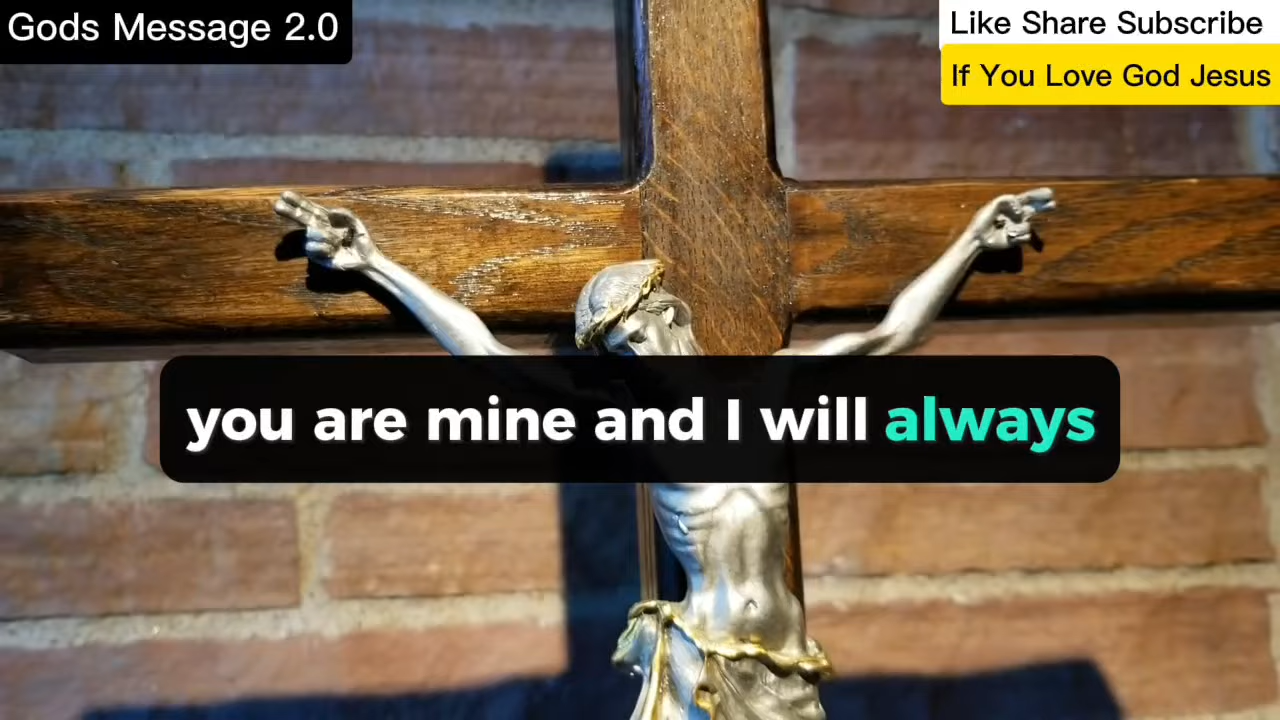 Gods Message 2.0
Like Share Subscribe
If You Love God Jesus
you are mine and I will always